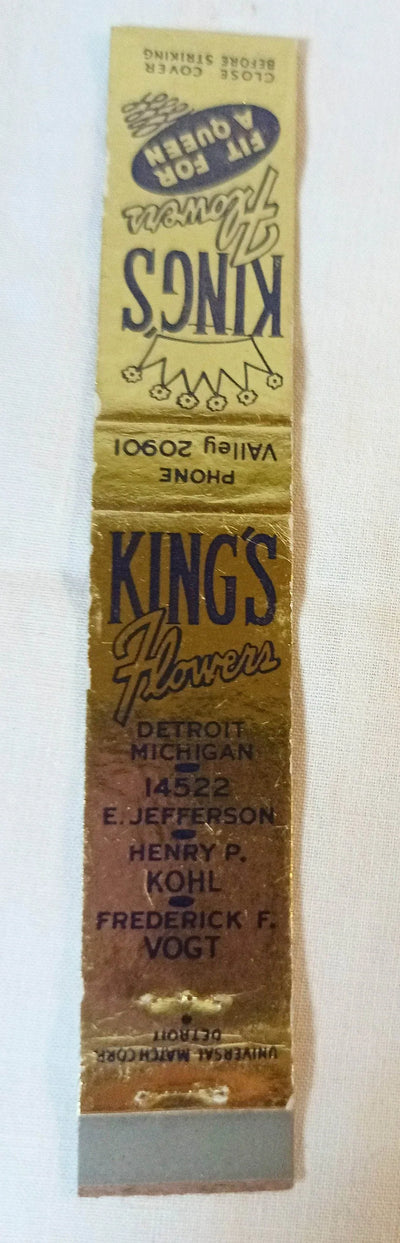 CLOSE COVER
BEFORE STRIKING
KING'S
Flowers
FIT FOR
A QUEEN
PHONE
VAlley 20901
KING'S
Flowers
DETROIT
MICHIGAN
14522
E. JEFFERSON
HENRY P.
KOHL
FREDERICK F.
VOGT
UNIVERSAL MATCH CORP.
DETROIT